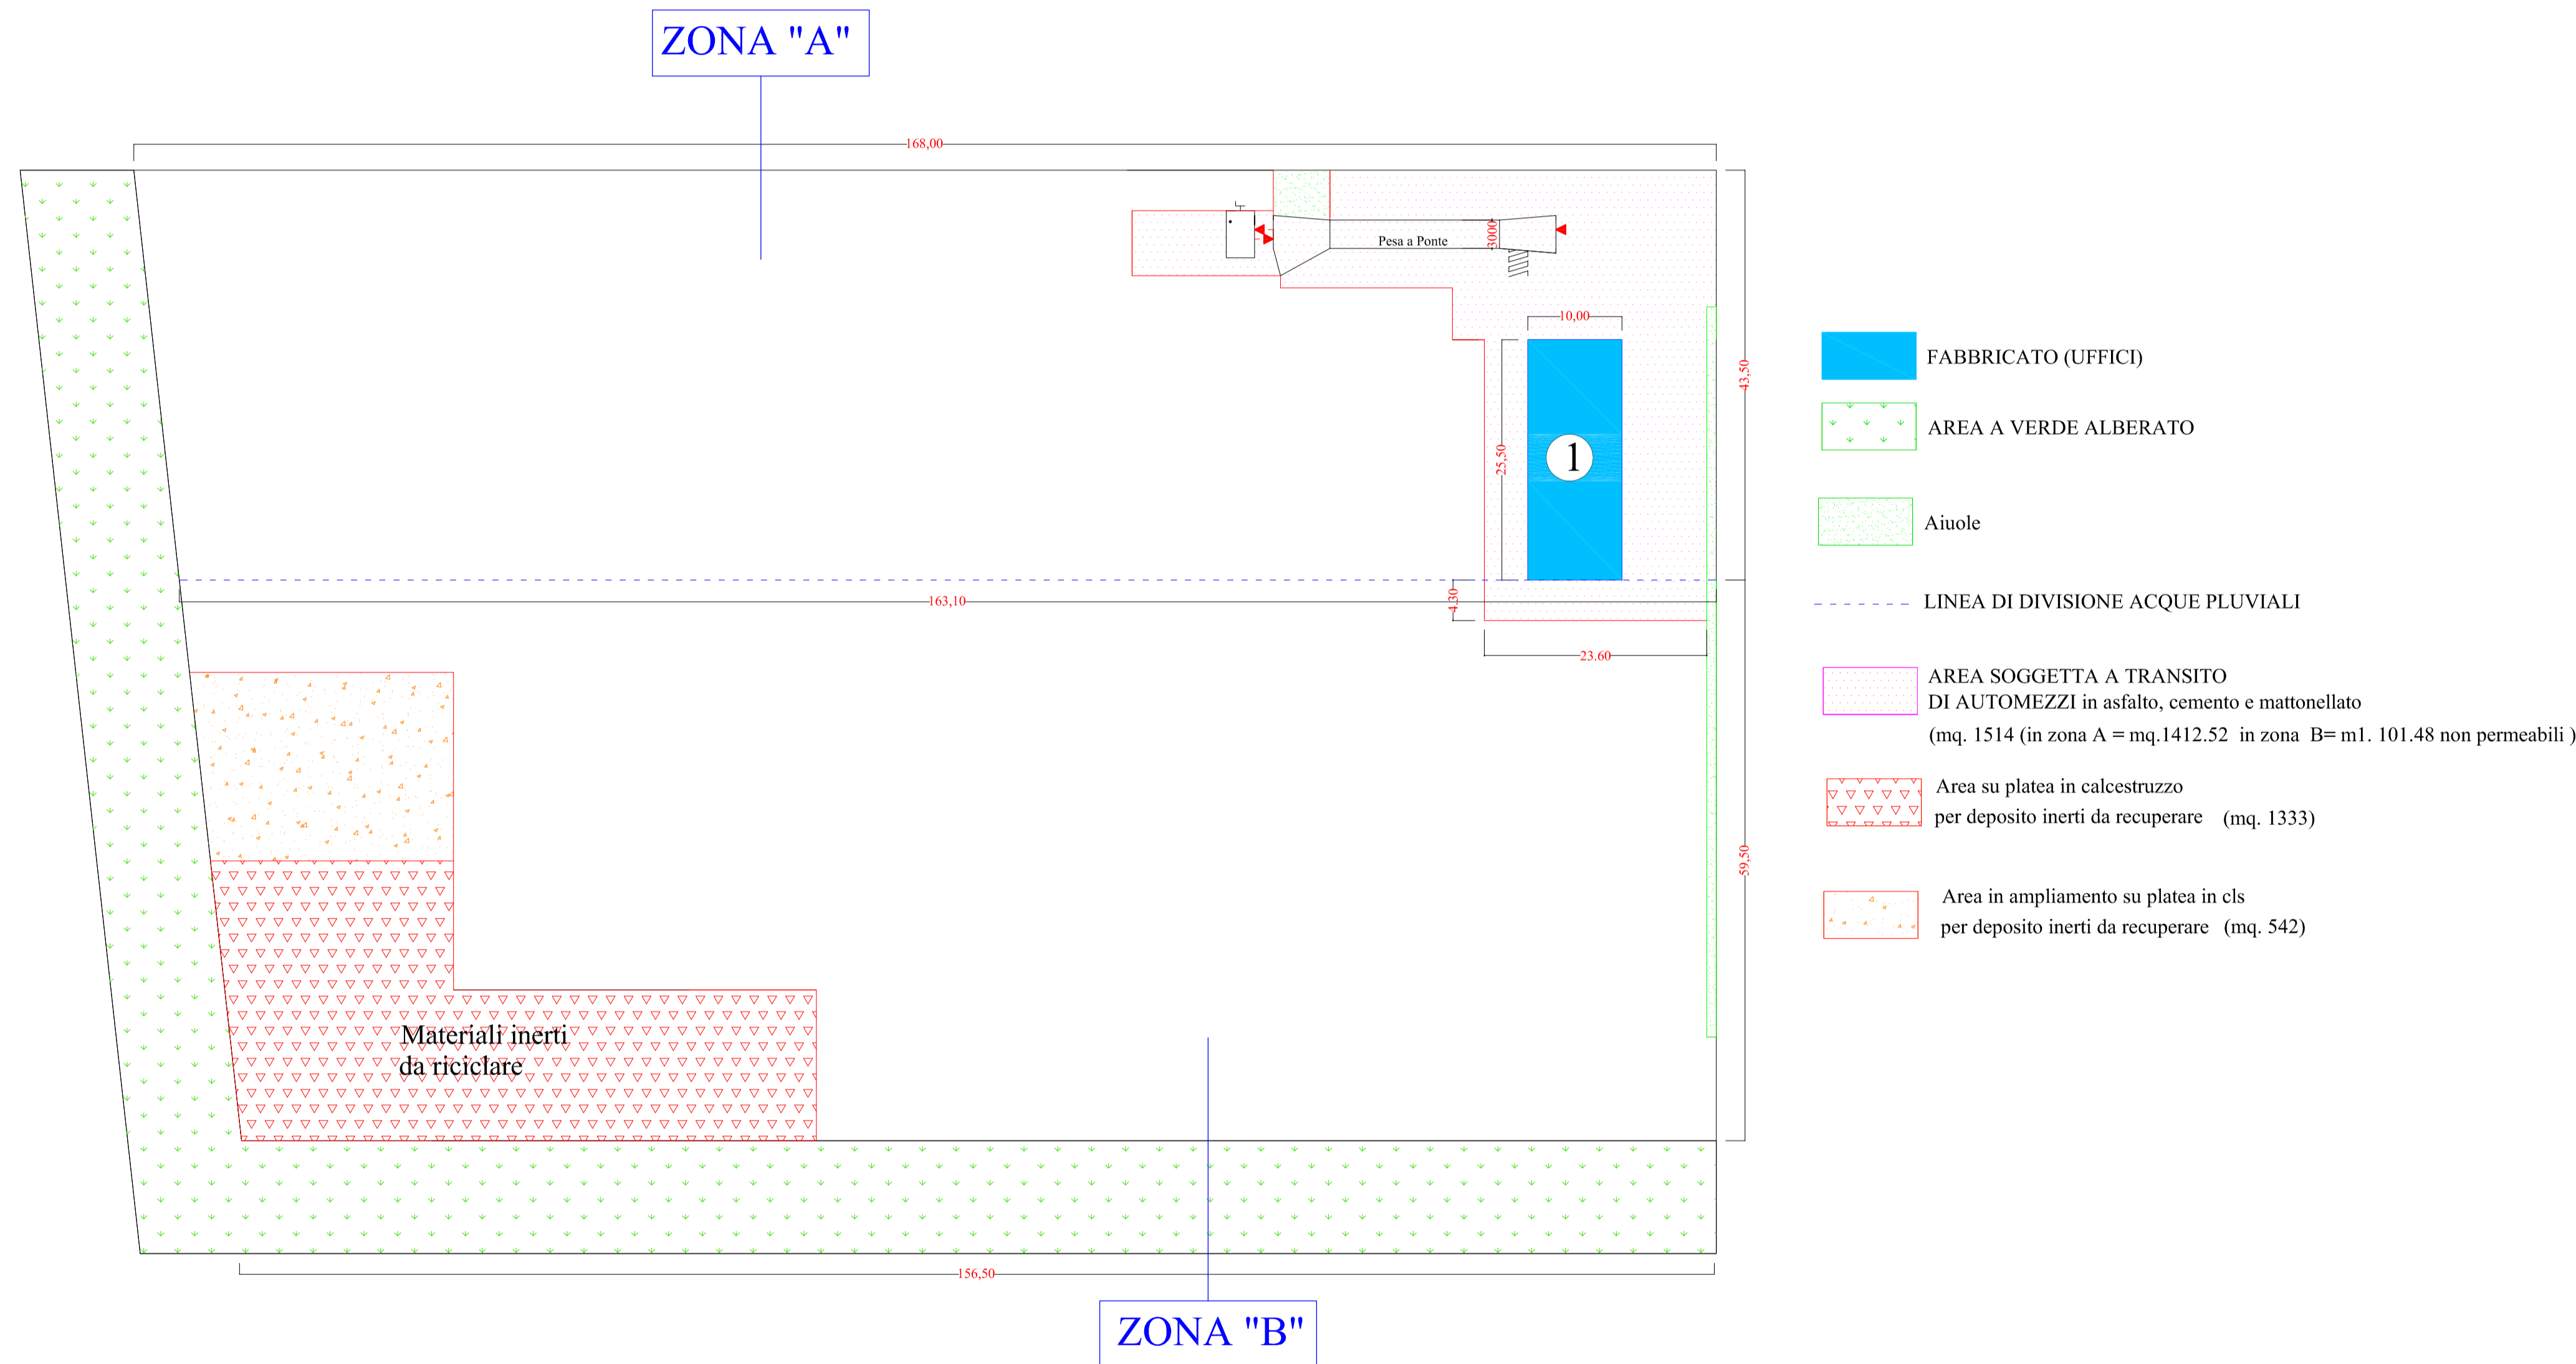 ZONA "A"
168,00
Pesa a Ponte
3000
10,00
43,50
25,50
1
163,10
4.30
23.60
59,50
Materiali inerti
da riciclare
156,50
ZONA "B"
FABBRICATO (UFFICI)
AREA A VERDE ALBERATO
Aiuole
LINEA DI DIVISIONE ACQUE PLUVIALI
AREA SOGGETTA A TRANSITO
DI AUTOMEZZI in asfalto, cemento e mattonellato
(mq. 1514 (in zona A = mq.1412.52 in zona B= m1. 101.48 non permeabili )
Area su platea in calcestruzzo
per deposito inerti da recuperare (mq. 1333)
Area in ampliamento su platea in cls
per deposito inerti da recuperare (mq. 542)